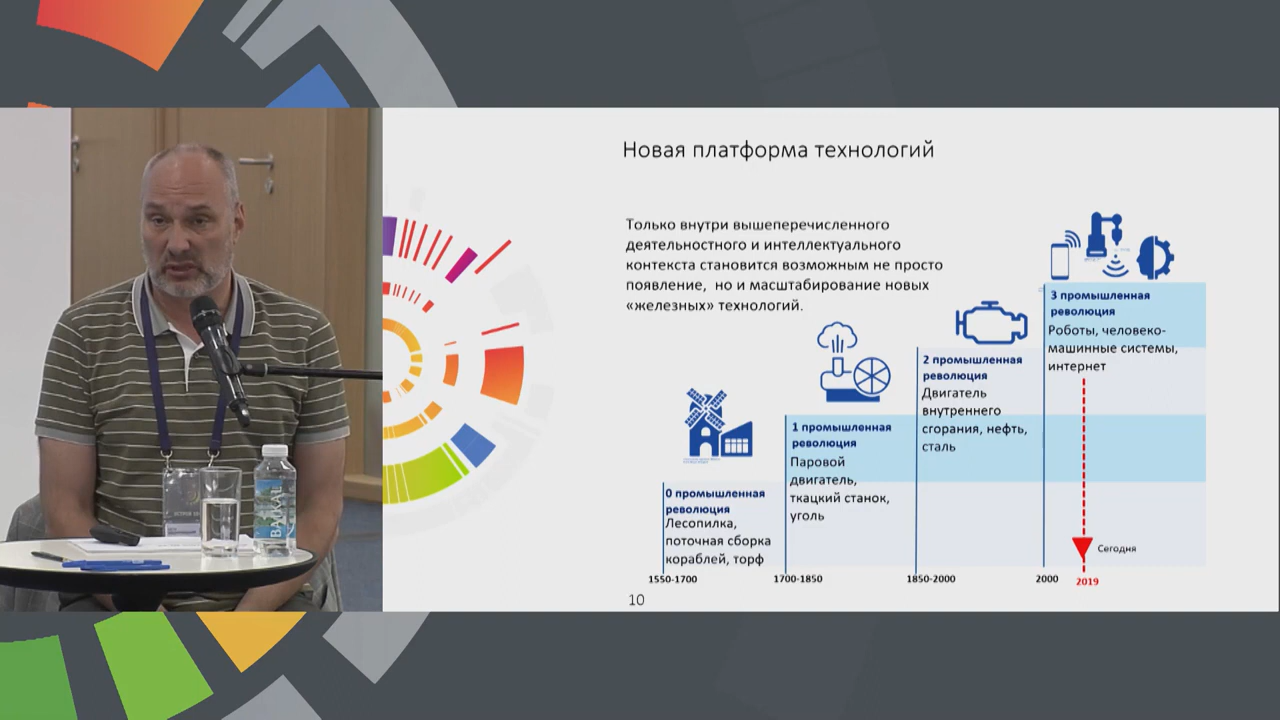 Новая платформа технологий
Только внутри вышеперечисленного
деятельностного и интеллектуального
контекста становится возможным не просто
появление, но и масштабирование новых
«железных» технологий.
3 промышленная
революция
Роботы, человеко-
машинные системы,
интернет
2 промышленная
революция
Двигатель
внутреннего
сгорания, нефть,
сталь
1 промышленная
революция
Паровой
двигатель,
ткацкий станок,
уголь
0 промышленная
революция
Лесопилка,
поточная сборка
кораблей, торф
Сегодня
1550-1700
1700-1850
1850-2000
2000
2019
10
BAIKAL